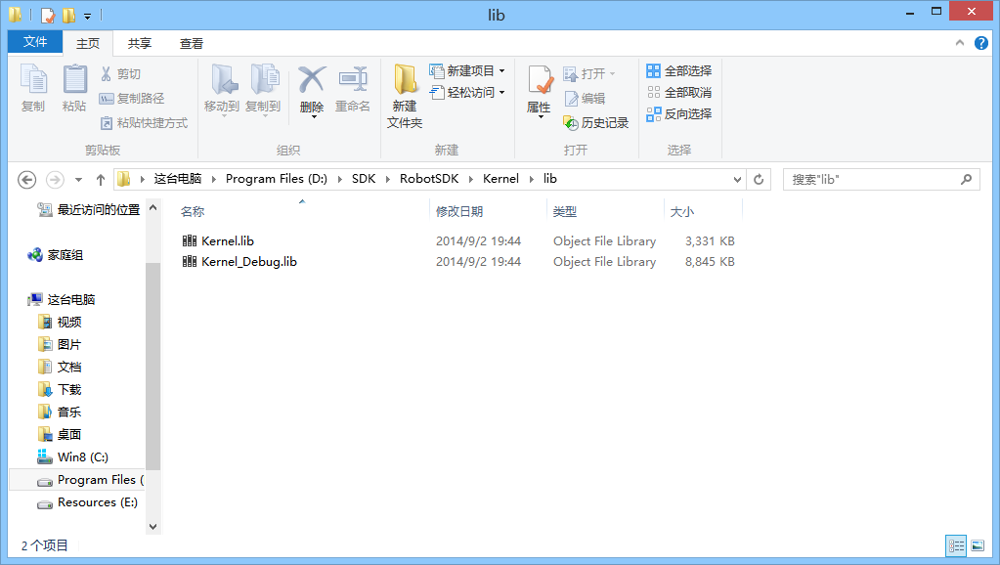 lib
文件 主页 共享 查看
复制 粘贴 剪切 复制路径 粘贴快捷方式
剪贴板
移动到 复制到 删除 重命名
组织
新建文件夹 新建项目 轻松访问
新建
属性 打开 编辑 历史记录
打开
全部选择 全部取消 反向选择
选择
这台电脑 Program Files (D:) SDK RobotSDK Kernel lib
搜索"lib"
最近访问的位置
家庭组
这台电脑
视频
图片
文档
下载
音乐
桌面
Win8 (C:)
Program Files (
Resources (E:)
名称 修改日期 类型 大小
Kernel.lib 2014/9/2 19:44 Object File Library 3,331 KB
Kernel_Debug.lib 2014/9/2 19:44 Object File Library 8,845 KB
2 个项目